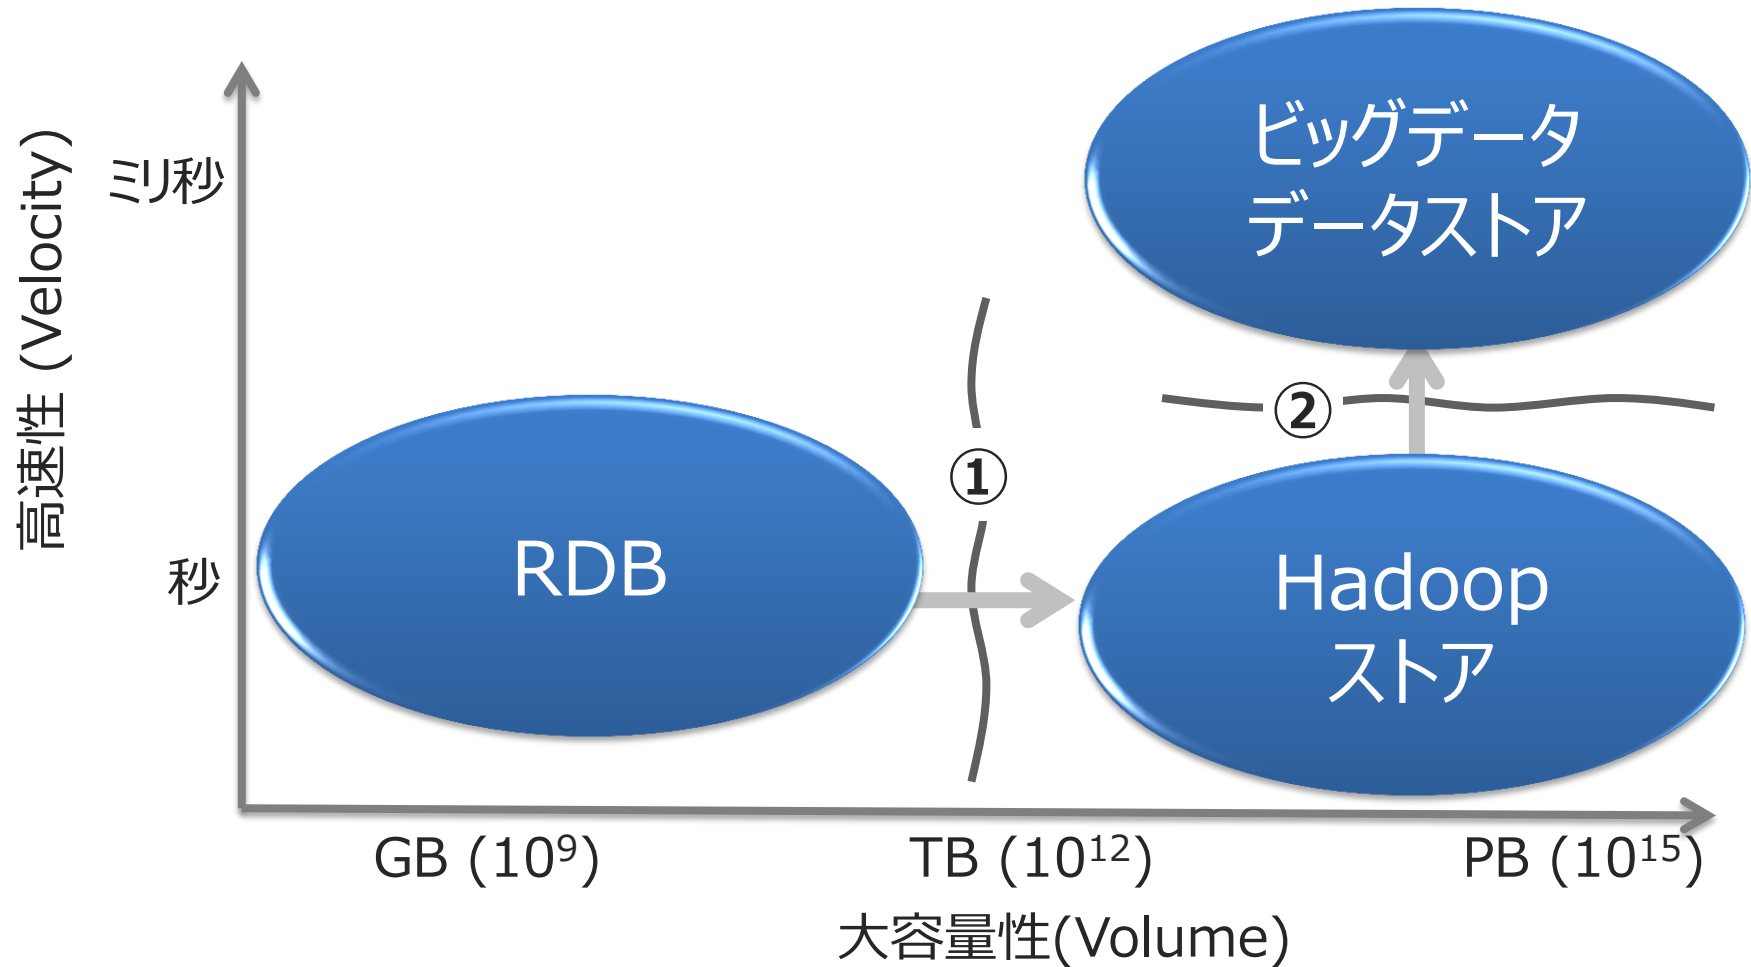 高速性 (Velocity)
ミリ秒
秒
ビッグデータ
データストア
②
①
RDB
Hadoop
ストア
GB (10⁹)
TB (10¹²)
PB (10¹⁵)
大容量性(Volume)